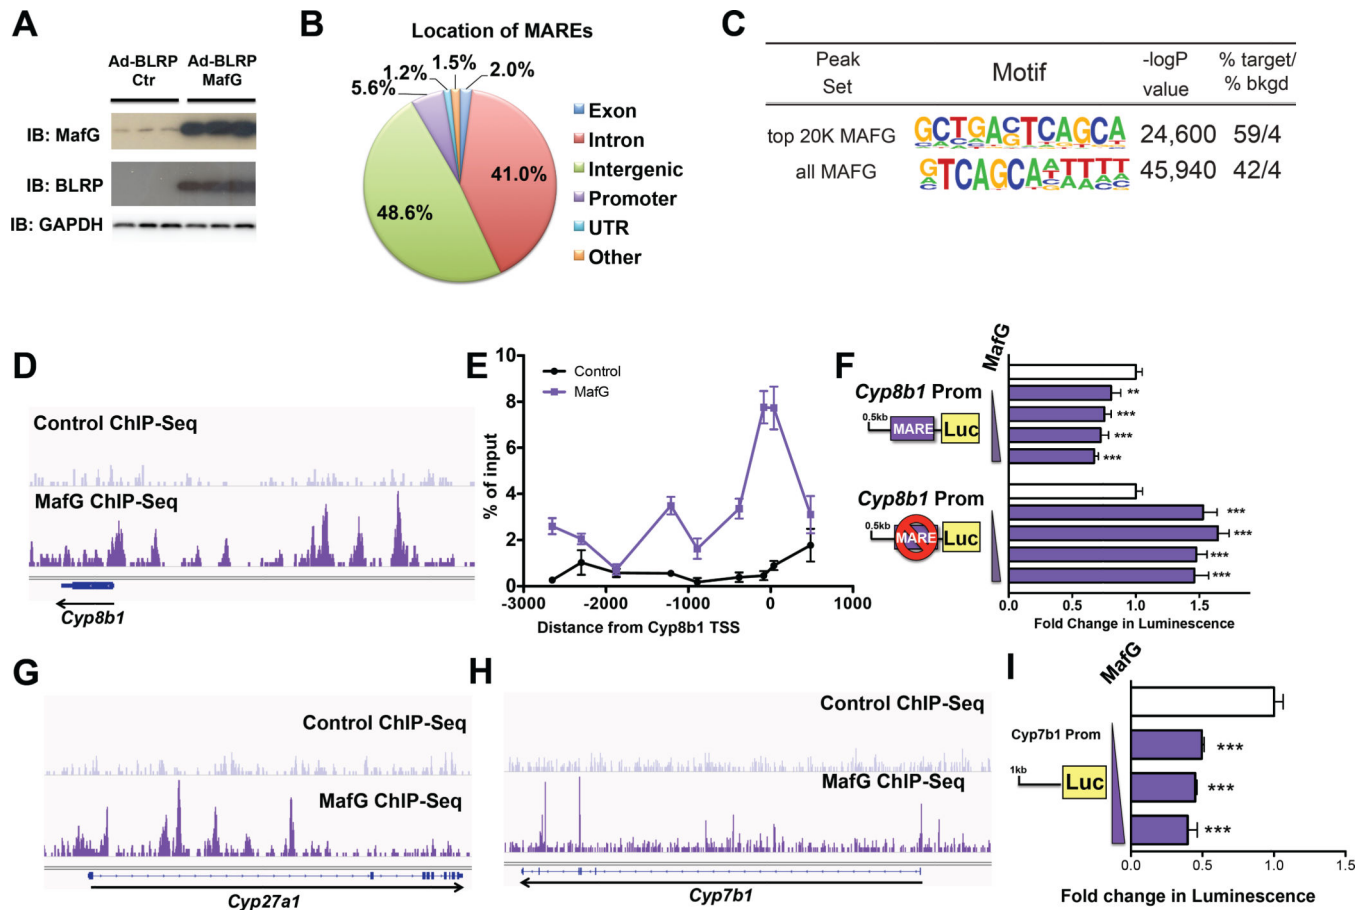 A
Ad-BLRP Ctr
Ad-BLRP MafG
IB: MafG
IB: BLRP
IB: GAPDH
B
Location of MAREs
5.6%
1.2%
1.5%
2.0%
41.0%
48.6%
Exon
Intron
Intergenic
Promoter
UTR
Other
C
Peak Set
Motif
-logP value
% target/ % bkgd
top 20K MAFG
GCTGAGTCAGCA
24,600
59/4
all MAFG
GTCAGCAATTTT
45,940
42/4
D
Control ChIP-Seq
MafG ChIP-Seq
Cyp8b1
E
Control
MafG
% of input
10
8
6
4
2
0
-3000
-2000
-1000
0
1000
Distance from Cyp8b1 TSS
F
MafG
Cyp8b1 Prom
0.5kb
MARE
Luc
**
***
***
***
Cyp8b1 Prom
0.5kb
MARE
Luc
***
***
***
***
0.0
0.5
1.0
1.5
Fold Change in Luminescence
G
Control ChIP-Seq
MafG ChIP-Seq
Cyp27a1
H
Control ChIP-Seq
MafG ChIP-Seq
Cyp7b1
I
MafG
Cyp7b1 Prom
1kb
Luc
***
***
***
0.0
0.5
1.0
1.5
Fold change in Luminescence